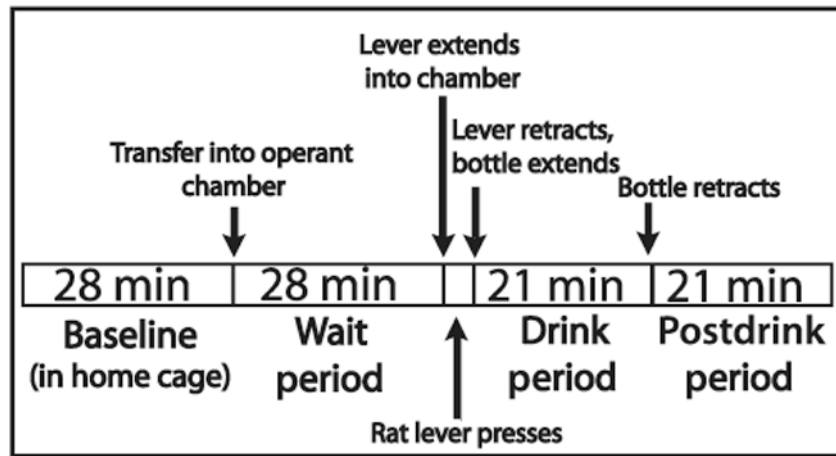 Lever extends
into chamber
Lever retracts,
bottle extends
Transfer into operant
chamber
Bottle retracts
28 min
28 min
21 min
21 min
Baseline
(in home cage)
Wait
period
Drink
period
Postdrink
period
Rat lever presses